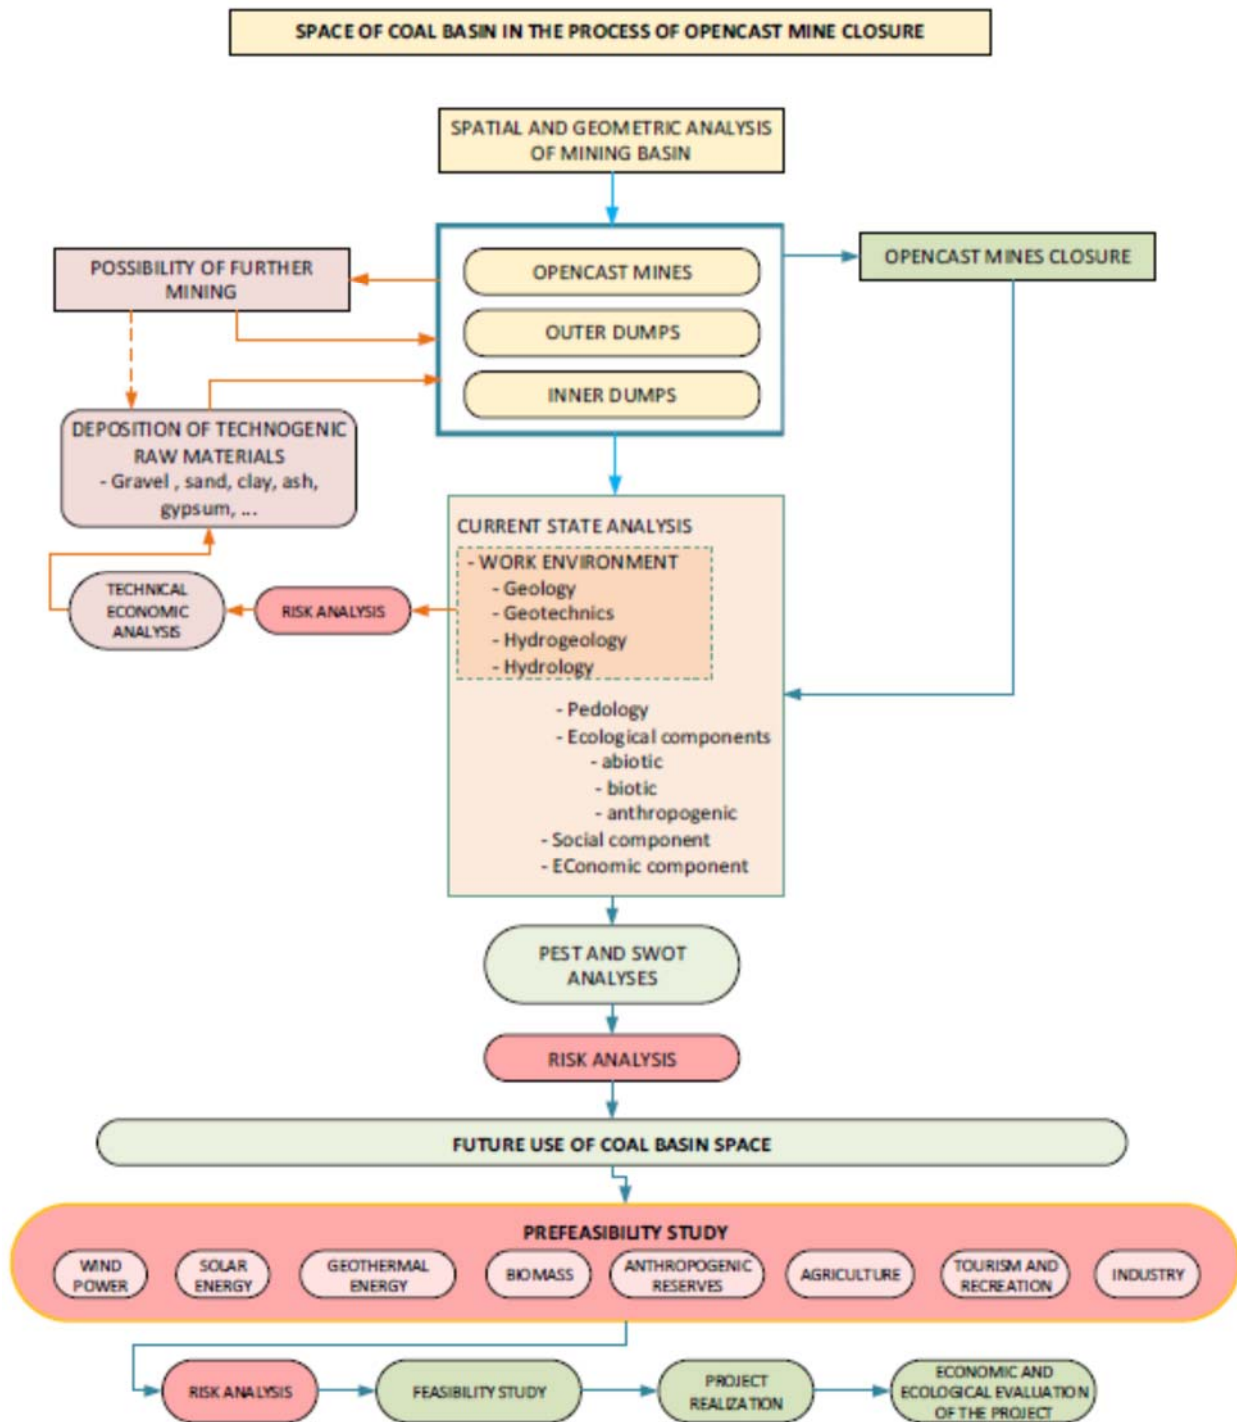 SPACE OF COAL BASIN IN THE PROCESS OF OPENCAST MINE CLOSURE
SPATIAL AND GEOMETRIC ANALYSIS
OF MINING BASIN
POSSIBILITY OF FURTHER
MINING
OPENCAST MINES
OUTER DUMPS
INNER DUMPS
OPENCAST MINES CLOSURE
DEPOSITION OF TECHNOGENIC
RAW MATERIALS
- Gravel , sand, clay, ash,
gypsum, ...
TECHNICAL
ECONOMIC
ANALYSIS
RISK ANALYSIS
CURRENT STATE ANALYSIS
- WORK ENVIRONMENT
- Geology
- Geotechnics
- Hydrogeology
- Hydrology
- Pedology
- Ecological components
- abiotic
- biotic
- anthropogenic
- Social component
- EConomic component
PEST AND SWOT
ANALYSES
RISK ANALYSIS
FUTURE USE OF COAL BASIN SPACE
PREFEASIBILITY STUDY
WIND
POWER
SOLAR
ENERGY
GEOTHERMAL
ENERGY
BIOMASS
ANTHROPOGENIC
RESERVES
AGRICULTURE
TOURISM AND
RECREATION
INDUSTRY
RISK ANALYSIS
FEASIBILITY STUDY
PROJECT
REALIZATION
ECONOMIC AND
ECOLOGICAL EVALUATION
OF THE PROJECT